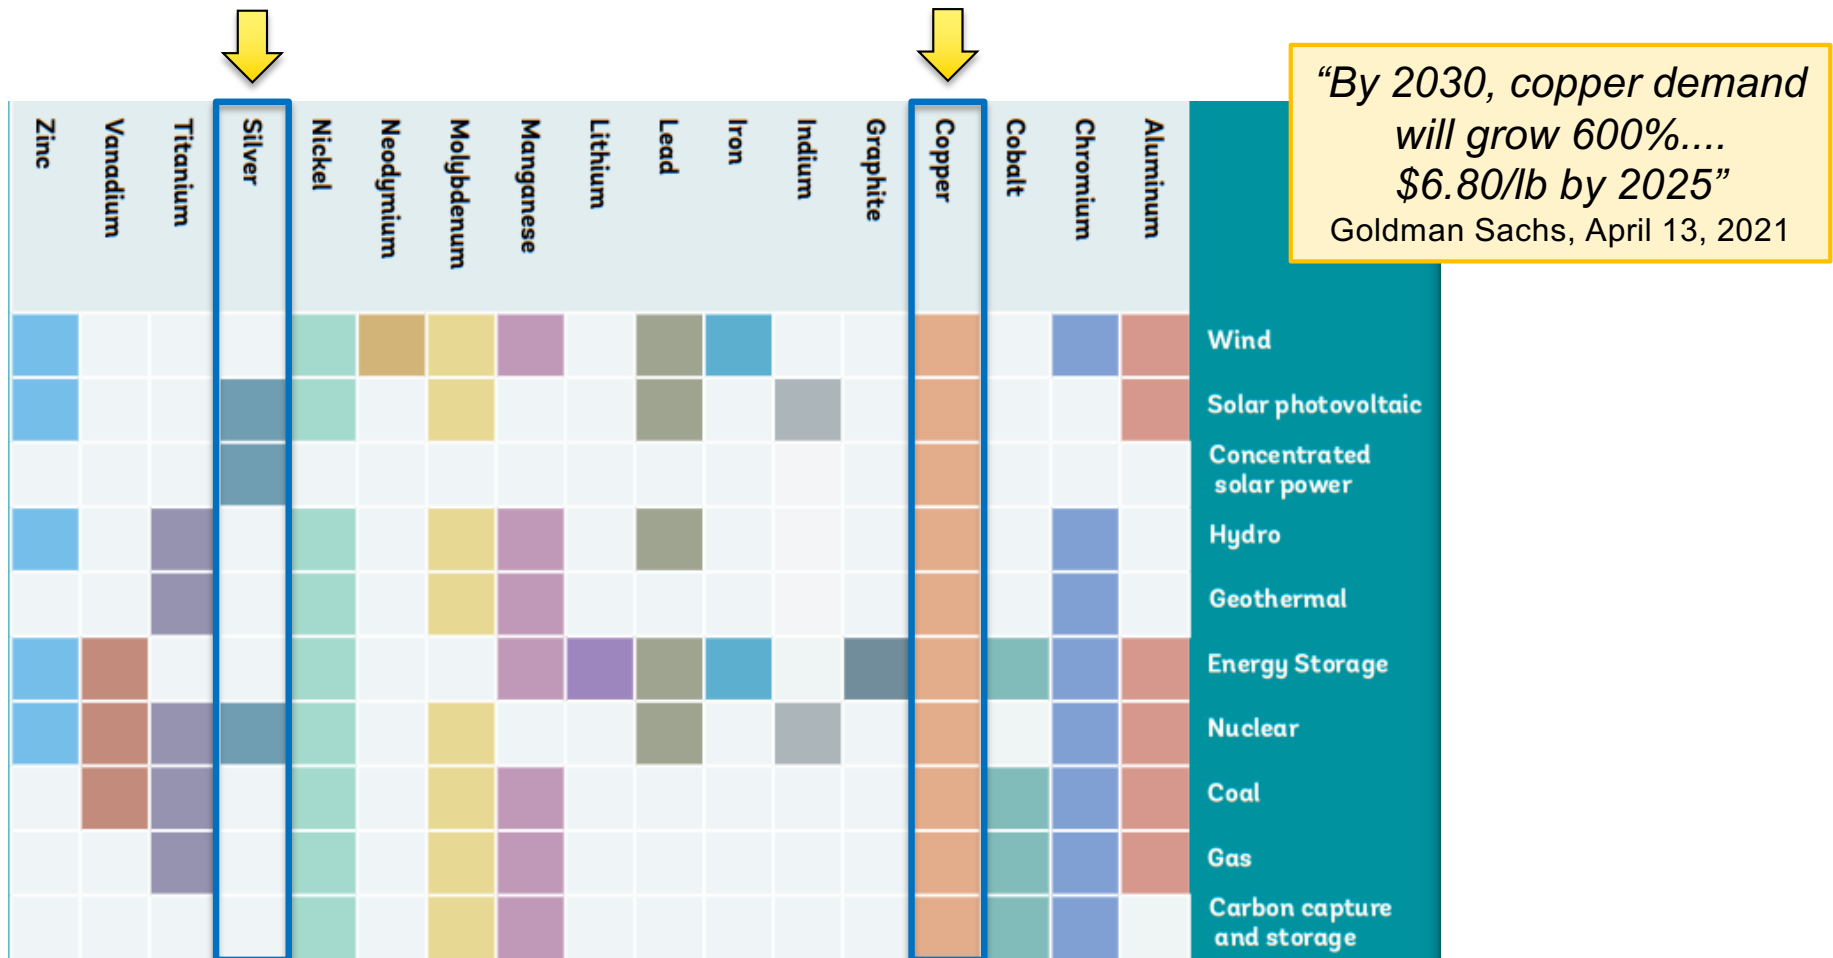 Zinc
Vanadium
Titanium
Silver
Nickel
Neodymium
Molybdenum
Manganese
Lithium
Lead
Iron
Indium
Graphite
Copper
Cobalt
Chromium
Aluminum
“By 2030, copper demand
will grow 600%....
$6.80/lb by 2025”
Goldman Sachs, April 13, 2021
Wind
Solar photovoltaic
Concentrated
solar power
Hydro
Geothermal
Energy Storage
Nuclear
Coal
Gas
Carbon capture
and storage